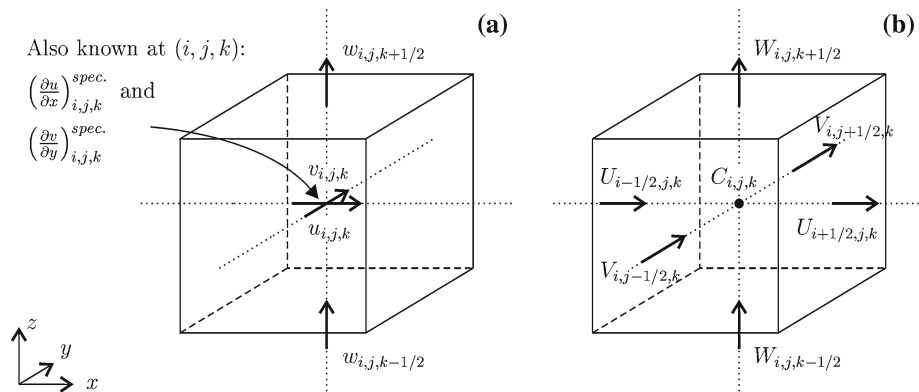 (a)
Also known at (i, j, k):
(∂u/∂x)^{spec.}_{i,j,k} and
(∂v/∂y)^{spec.}_{i,j,k}
w_{i,j,k+1/2}
v_{i,j,k}
u_{i,j,k}
w_{i,j,k−1/2}
z
y
x
(b)
W_{i,j,k+1/2}
V_{i,j+1/2,k}
U_{i−1/2,j,k}
C_{i,j,k}
U_{i+1/2,j,k}
V_{i,j−1/2,k}
W_{i,j,k−1/2}